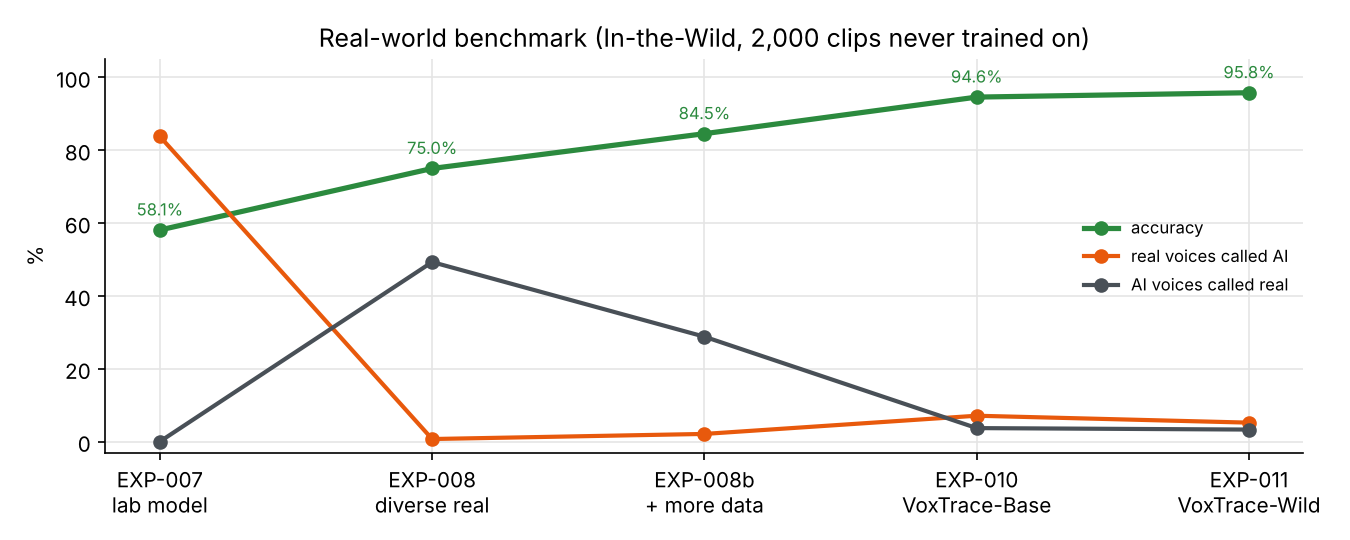 Real-world benchmark (In-the-Wild, 2,000 clips never trained on)
100
80
60
40
20
0
%
58.1%
75.0%
84.5%
94.6%
95.8%
accuracy
real voices called AI
AI voices called real
EXP-007
lab model
EXP-008
diverse real
EXP-008b
+ more data
EXP-010
VoxTrace-Base
EXP-011
VoxTrace-Wild